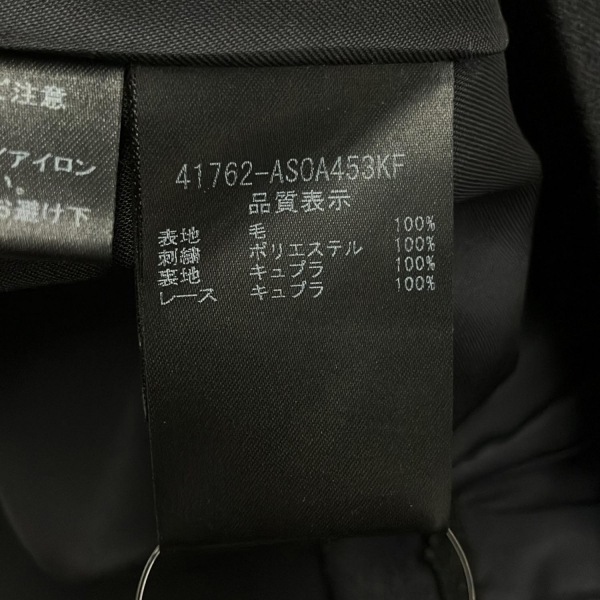 ご注意
アイロン
い。
お避け下
41762-ASOA453KF
品質表示
表地 毛 100%
刺繍 ポリエステル 100%
裏地 キュプラ 100%
レース キュプラ 100%